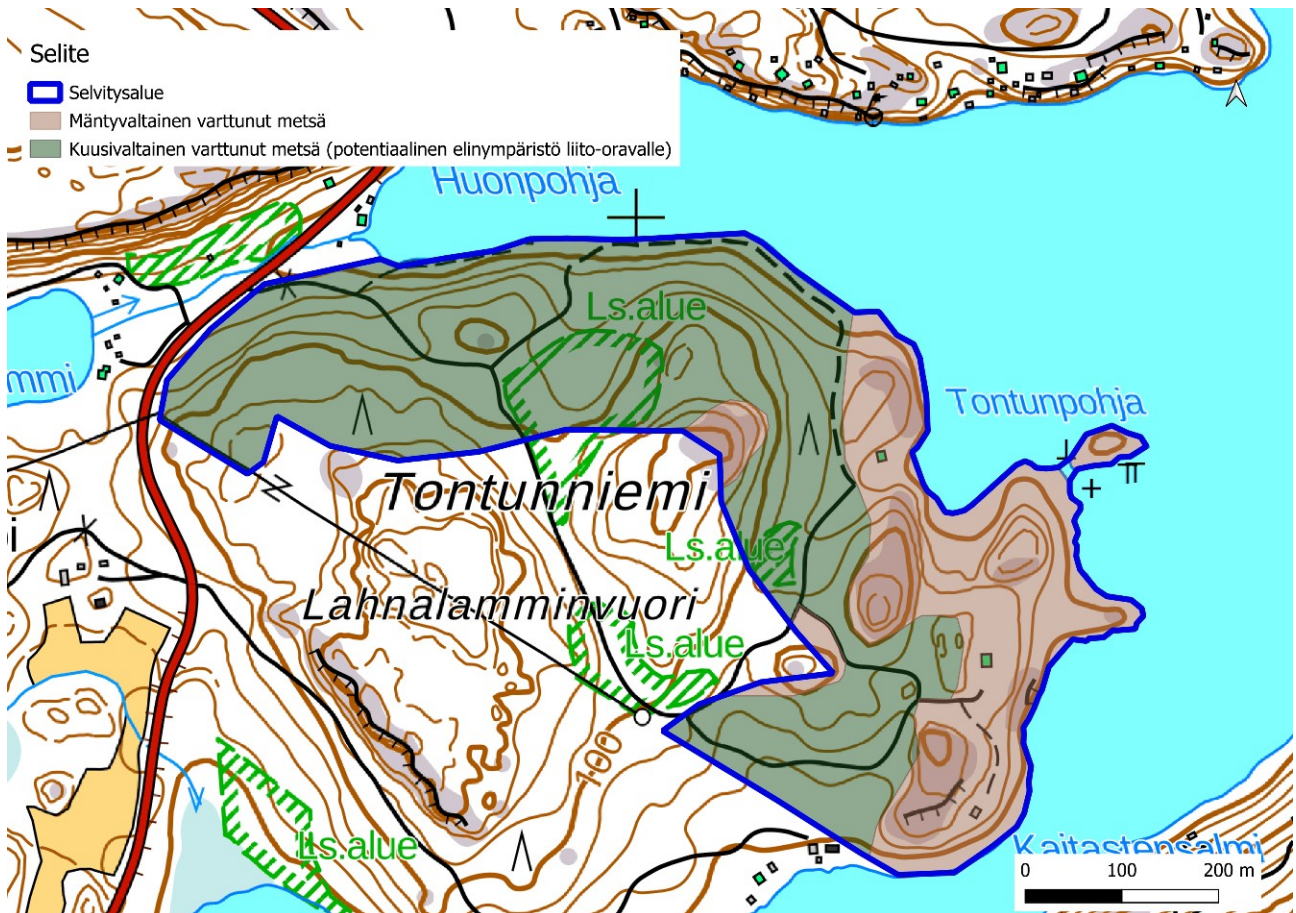 Selite
Selvitysalue
Mäntyvaltainen varttunut metsä
Kuusivaltainen varttunut metsä (potentiaalinen elinympäristö liito-oravalle)
Huonpohja
Ls.alue
mmi
Tontunpohja
Tontunniemi
i
Ls.alue
Lahnalamminvuori
Ls.alue
100
Ls.alue
Kaitastensalmi
0 100 200 m